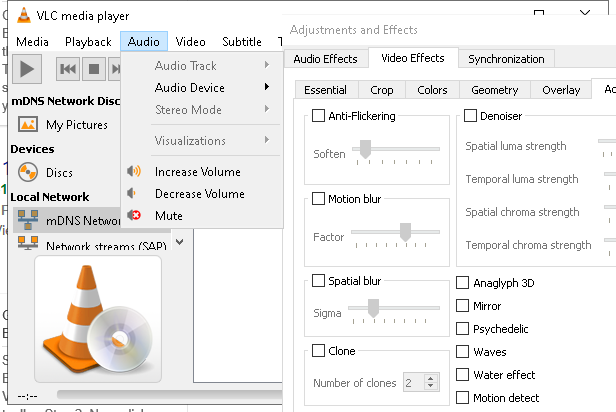 VLC media player
Media Playback Audio Video Subtitle T
Audio Track
Audio Device
Stereo Mode
Visualizations
Increase Volume
Decrease Volume
Mute
mDNS Network Disc
My Pictures
Devices
Discs
Local Network
mDNS Netwo
Network streams (SAP)
--:--
Adjustments and Effects
Audio Effects Video Effects Synchronization
Essential Crop Colors Geometry Overlay
Anti-Flickering
Soften
Motion blur
Factor
Spatial blur
Sigma
Clone
Number of clones 2
Denoiser
Spatial luma strength
Temporal luma strength
Spatial chroma strength
Temporal chroma strength
Anaglyph 3D
Mirror
Psychedelic
Waves
Water effect
Motion detect